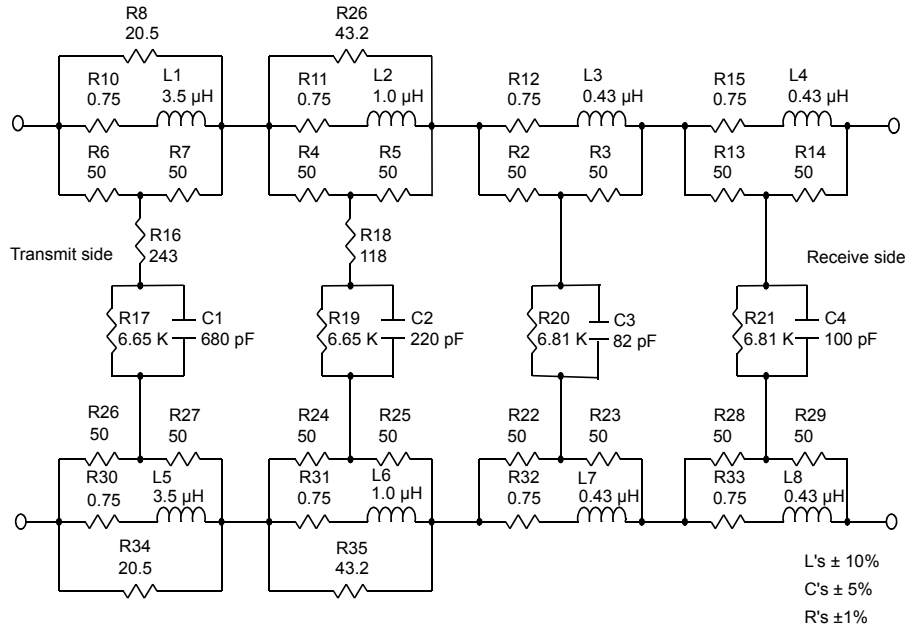 R8 R26
20.5 43.2
R10 L1 R11 L2 R12 L3 R15 L4
0.75 3.5 µH 0.75 1.0 µH 0.75 0.43 µH 0.75 0.43 µH
R6 R7 R4 R5 R2 R3 R13 R14
50 50 50 50 50 50 50 50
R16 R18
243 118
Transmit side Receive side
R17 C1 R19 C2 R20 C3 R21 C4
6.65 K 680 pF 6.65 K 220 pF 6.81 K 82 pF 6.81 K 100 pF
R26 R27 R24 R25 R22 R23 R28 R29
50 50 50 50 50 50 50 50
R30 L5 R31 L6 R32 L7 R33 L8
0.75 3.5 µH 0.75 1.0 µH 0.75 0.43 µH 0.75 0.43 µH
R34 R35
20.5 43.2
L's ± 10%
C's ± 5%
R's ±1%